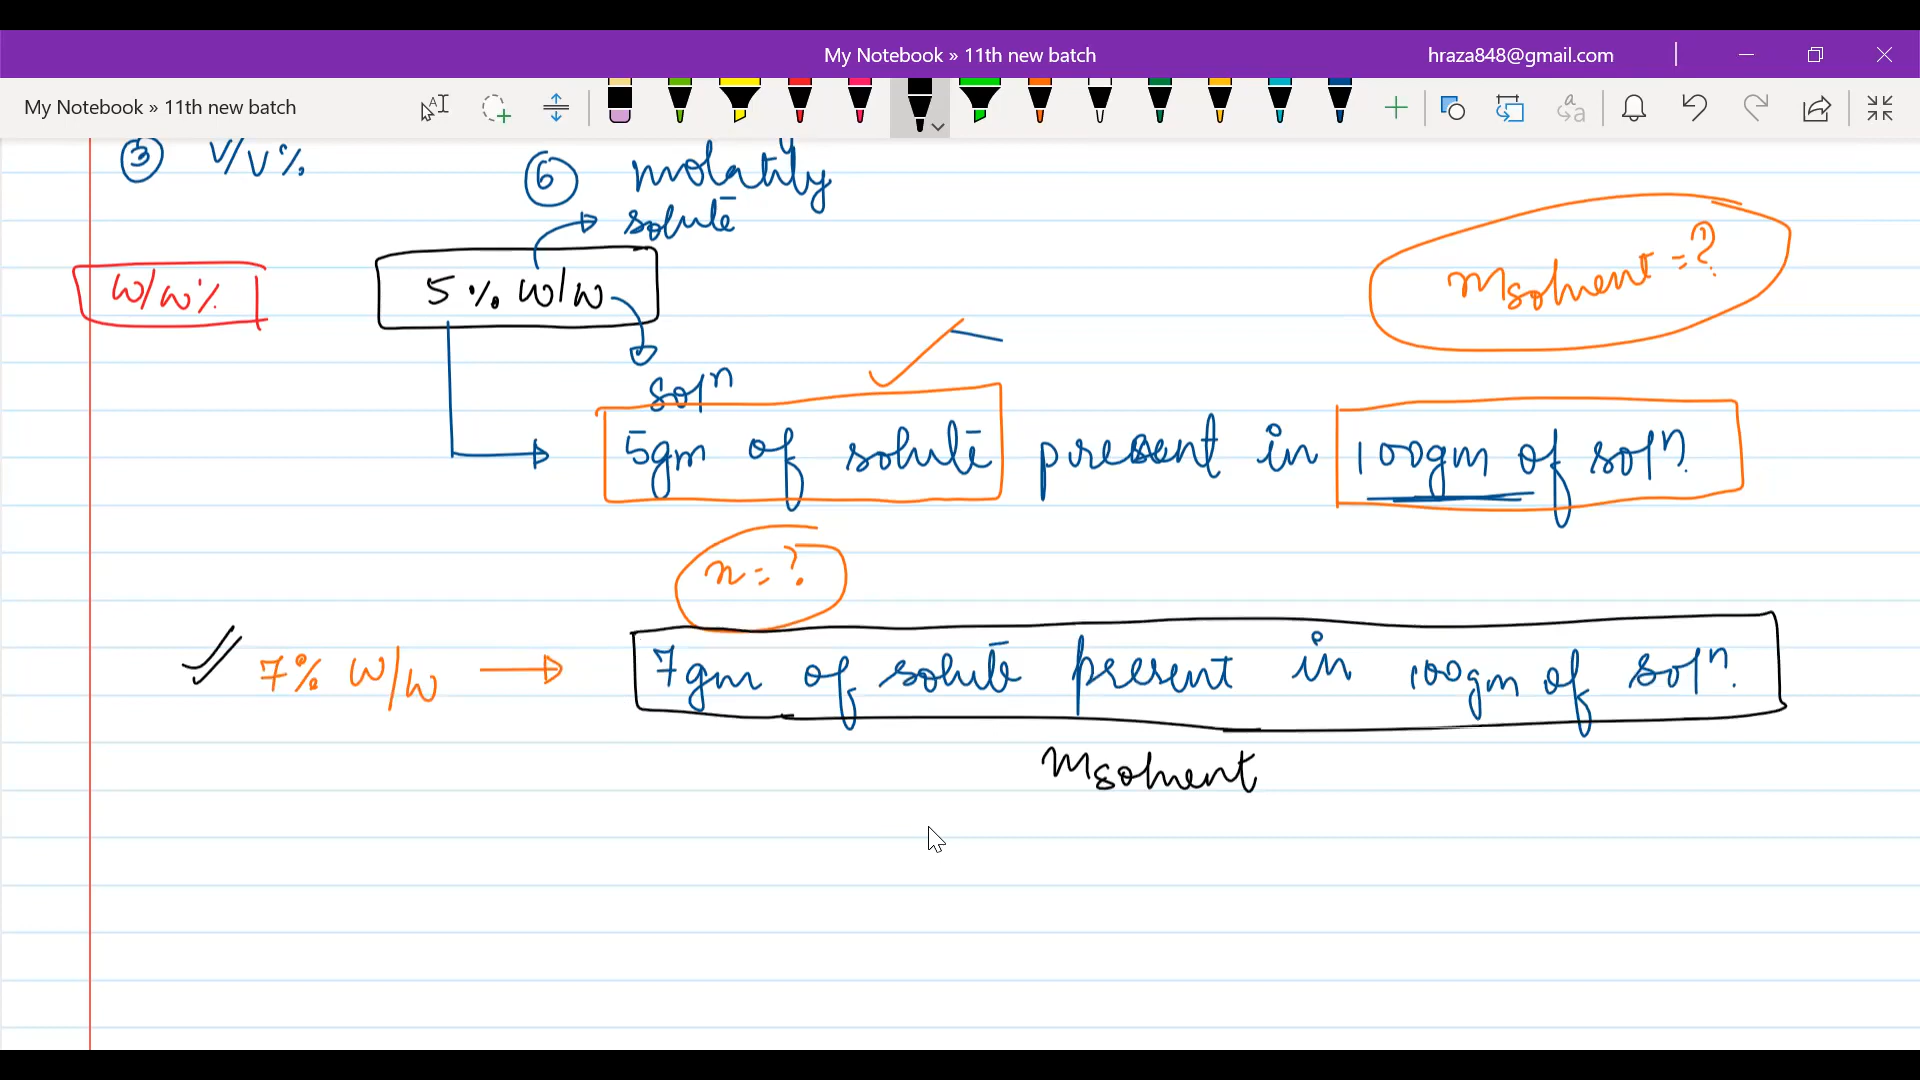 My Notebook » 11th new batch
hraza848@gmail.com
My Notebook » 11th new batch
③ V/V %
⑥ molality
solute
W/W%
5 % W/W
Msolvent = ?
solⁿ
5gm of solute present in 100gm of solⁿ.
n = ?
7% W/W → 7gm of solute present in 100gm of solⁿ.
Msolvent